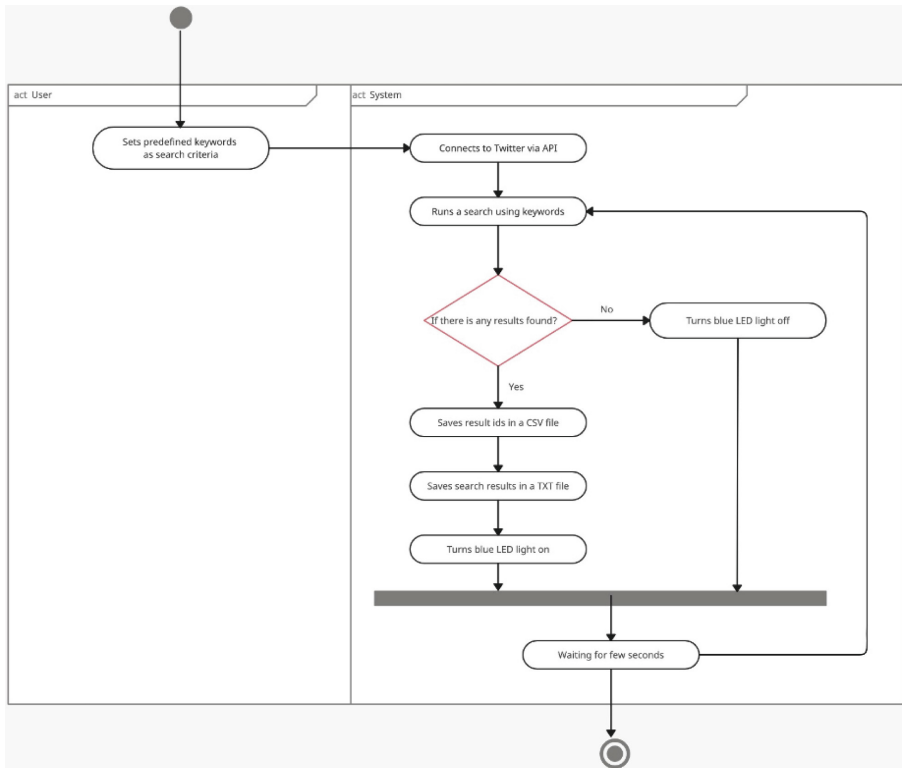 act User
act System
Sets predefined keywords
as search criteria
Connects to Twitter via API
Runs a search using keywords
If there is any results found?
No
Turns blue LED light off
Yes
Saves result ids in a CSV file
Saves search results in a TXT file
Turns blue LED light on
Waiting for few seconds